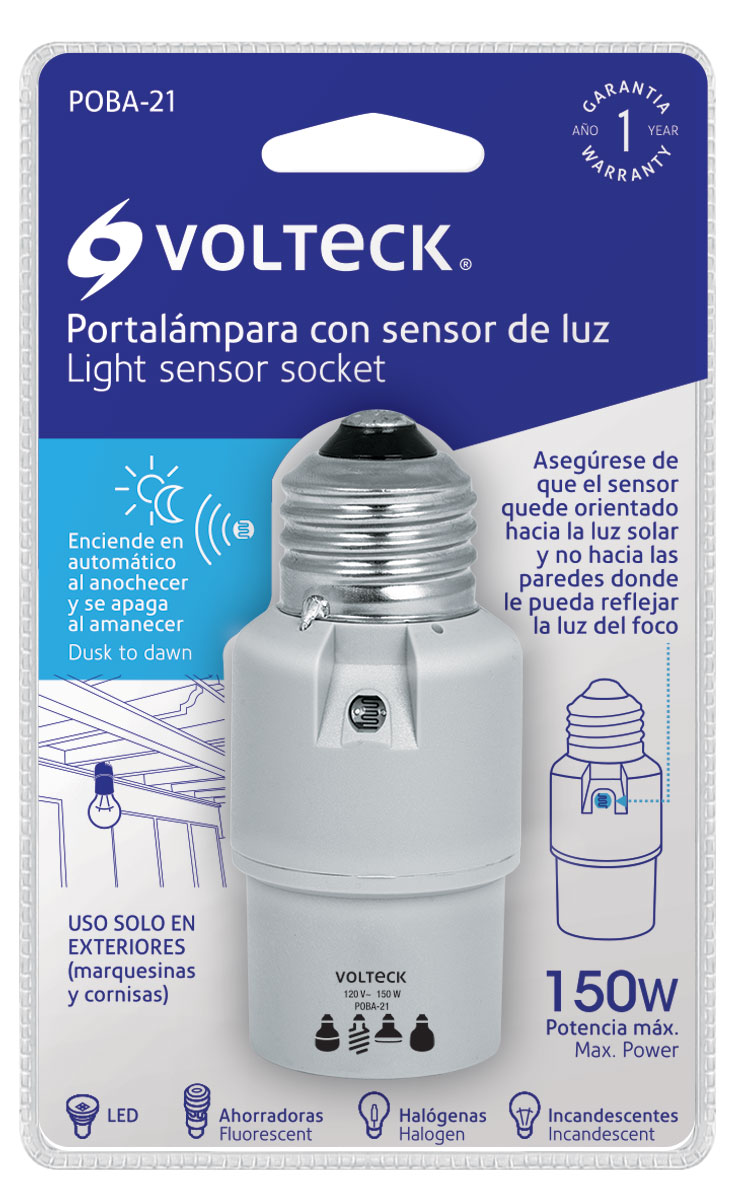 POBA-21
GARANTIA
AÑO 1 YEAR
WARRANTY
VOLTECK®
Portalámpara con sensor de luz
Light sensor socket
Enciende en
automático
al anochecer
y se apaga
al amanecer
Dusk to dawn
Asegúrese de
que el sensor
quede orientado
hacia la luz solar
y no hacia las
paredes donde
le pueda reflejar
la luz del foco
USO SOLO EN
EXTERIORES
(marquesinas
y cornisas)
VOLTECK
120 V~ 150 W
POBA-21
150W
Potencia máx.
Max. Power
LED
Ahorradoras
Fluorescent
Halógenas
Halogen
Incandescentes
Incandescent